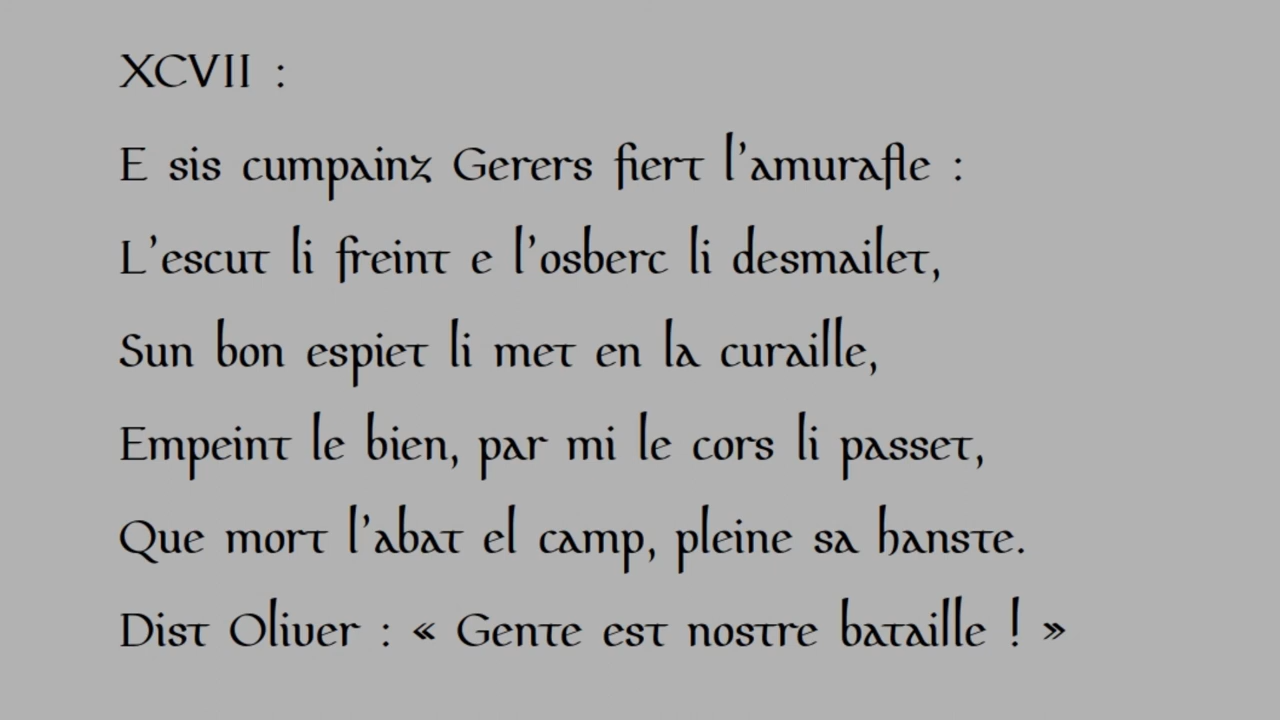 XCVII :
E sis cumpainz Gerers fiert l’amurafle :
L’escut li freint e l’osberc li desmailet,
Sun bon espiet li met en la curaille,
Empeint le bien, par mi le cors li passet,
Que mort l’abat el camp, pleine sa hanste.
Dist Oliver : « Gente est nostre bataille ! »